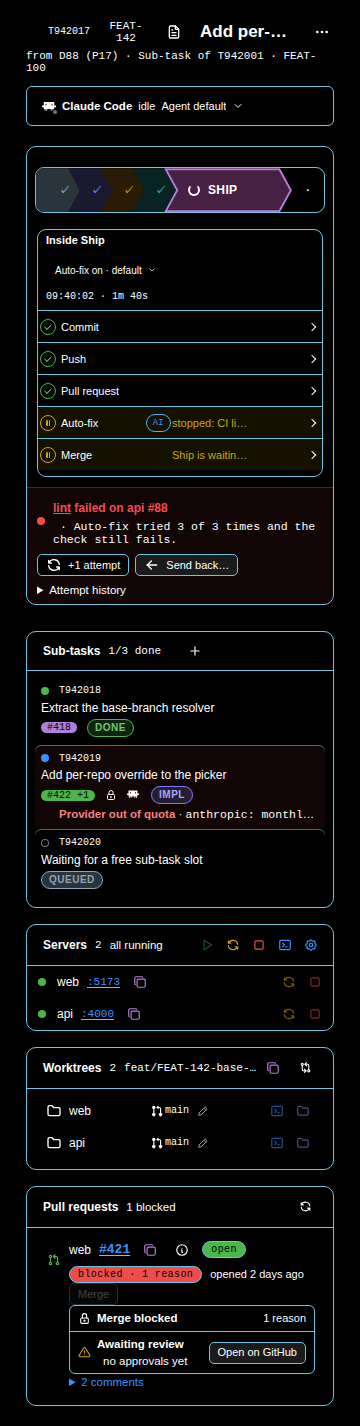 T942017 FEAT-142 Add per-…
from D88 (P17) · Sub-task of T942001 · FEAT-100
Claude Code idle Agent default
SHIP ·
Inside Ship
Auto-fix on · default
09:40:02 · 1m 40s
Commit
Push
Pull request
Auto-fix AI stopped: CI li…
Merge Ship is waitin…
lint failed on api #88
· Auto-fix tried 3 of 3 times and the
check still fails.
+1 attempt Send back…
Attempt history
Sub-tasks 1/3 done
T942018
Extract the base-branch resolver
#418 DONE
T942019
Add per-repo override to the picker
#422 +1 IMPL
Provider out of quota · anthropic: monthl…
T942020
Waiting for a free sub-task slot
QUEUED
Servers 2 all running
web :5173
api :4000
Worktrees 2 feat/FEAT-142-base-…
web main
api main
Pull requests 1 blocked
web #421 open
blocked · 1 reason opened 2 days ago
Merge
Merge blocked 1 reason
Awaiting review
no approvals yet
Open on GitHub
2 comments